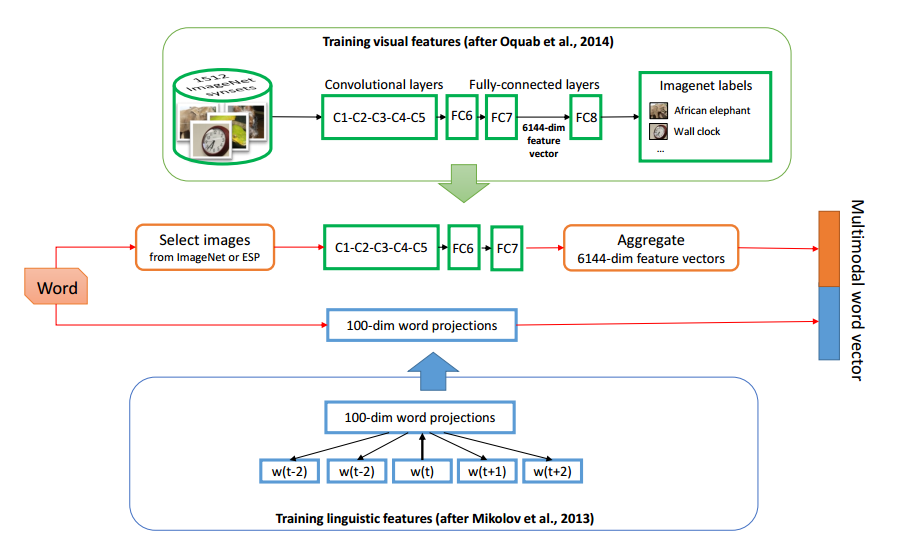 Training visual features (after Oquab et al., 2014)
1512
ImageNet
synsets
Convolutional layers
Fully-connected layers
C1-C2-C3-C4-C5
FC6
FC7
6144-dim
feature
vector
FC8
Imagenet labels
African elephant
Wall clock
...
Word
Select images
from ImageNet or ESP
C1-C2-C3-C4-C5
FC6
FC7
Aggregate
6144-dim feature vectors
100-dim word projections
Multimodal word vector
100-dim word projections
w(t-2)
w(t-2)
w(t)
w(t+1)
w(t+2)
Training linguistic features (after Mikolov et al., 2013)